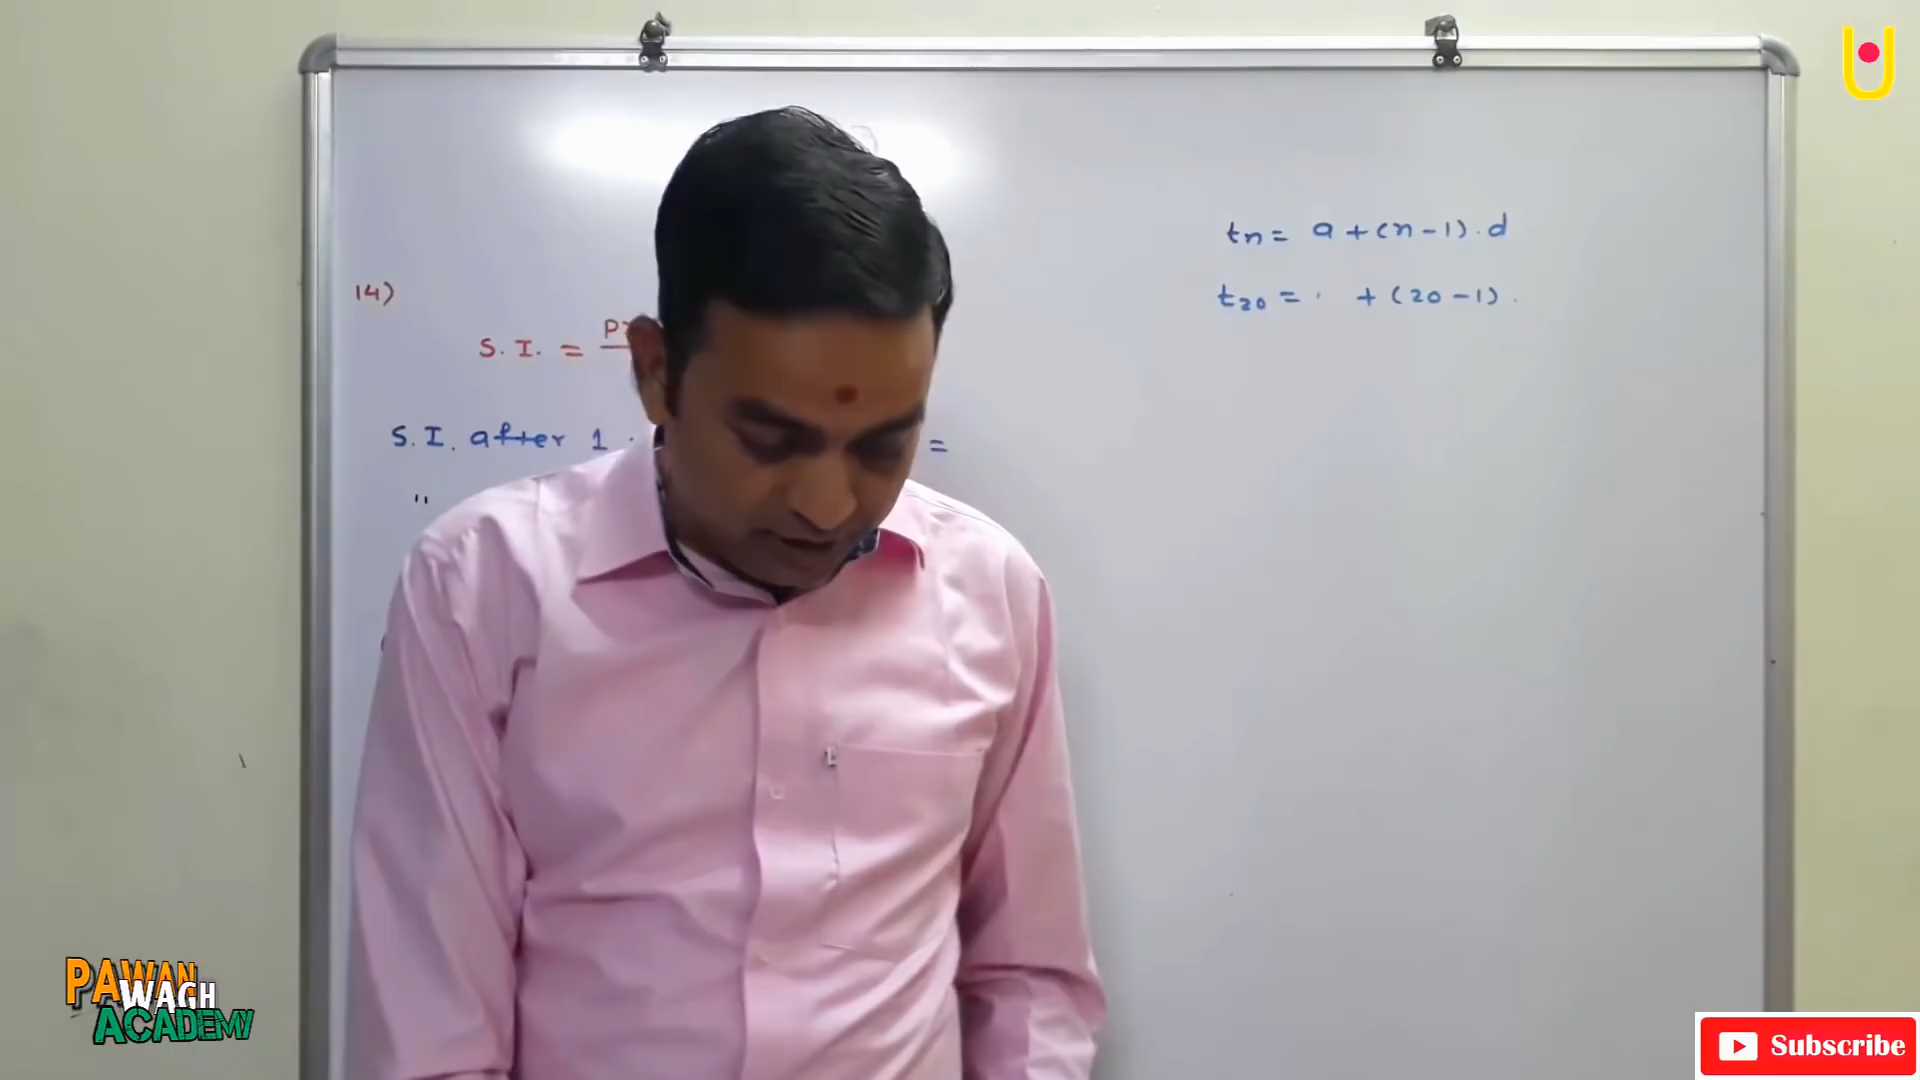 tn = a + (n-1).d
14)
t20 = + (20-1).
S.I. =
S.I. after 1
=
"
PAWAN
WAGH
ACADEMY
Subscribe